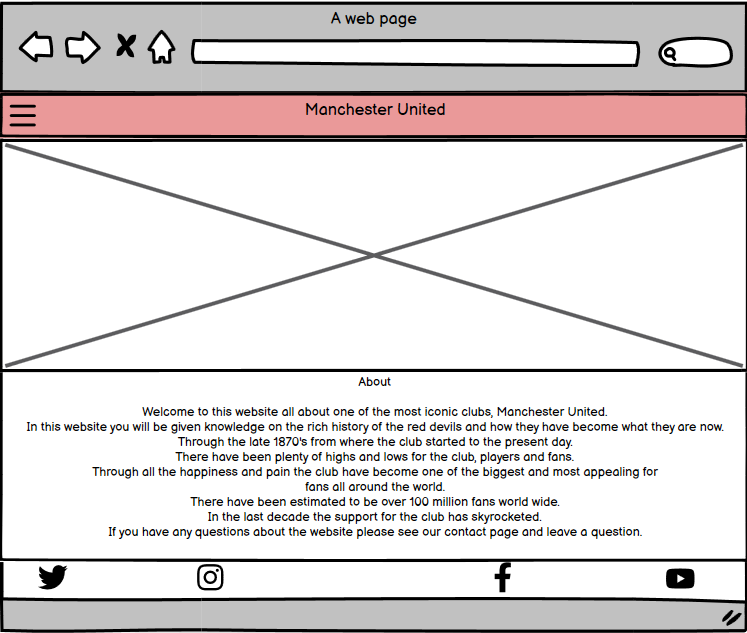 A web page
Manchester United
About
Welcome to this website all about one of the most iconic clubs, Manchester United.
In this website you will be given knowledge on the rich history of the red devils and how they have become what they are now.
Through the late 1870's from where the club started to the present day.
There have been plenty of highs and lows for the club, players and fans.
Through all the happiness and pain the club have become one of the biggest and most appealing for
fans all around the world.
There have been estimated to be over 100 million fans world wide.
In the last decade the support for the club has skyrocketed.
If you have any questions about the website please see our contact page and leave a question.